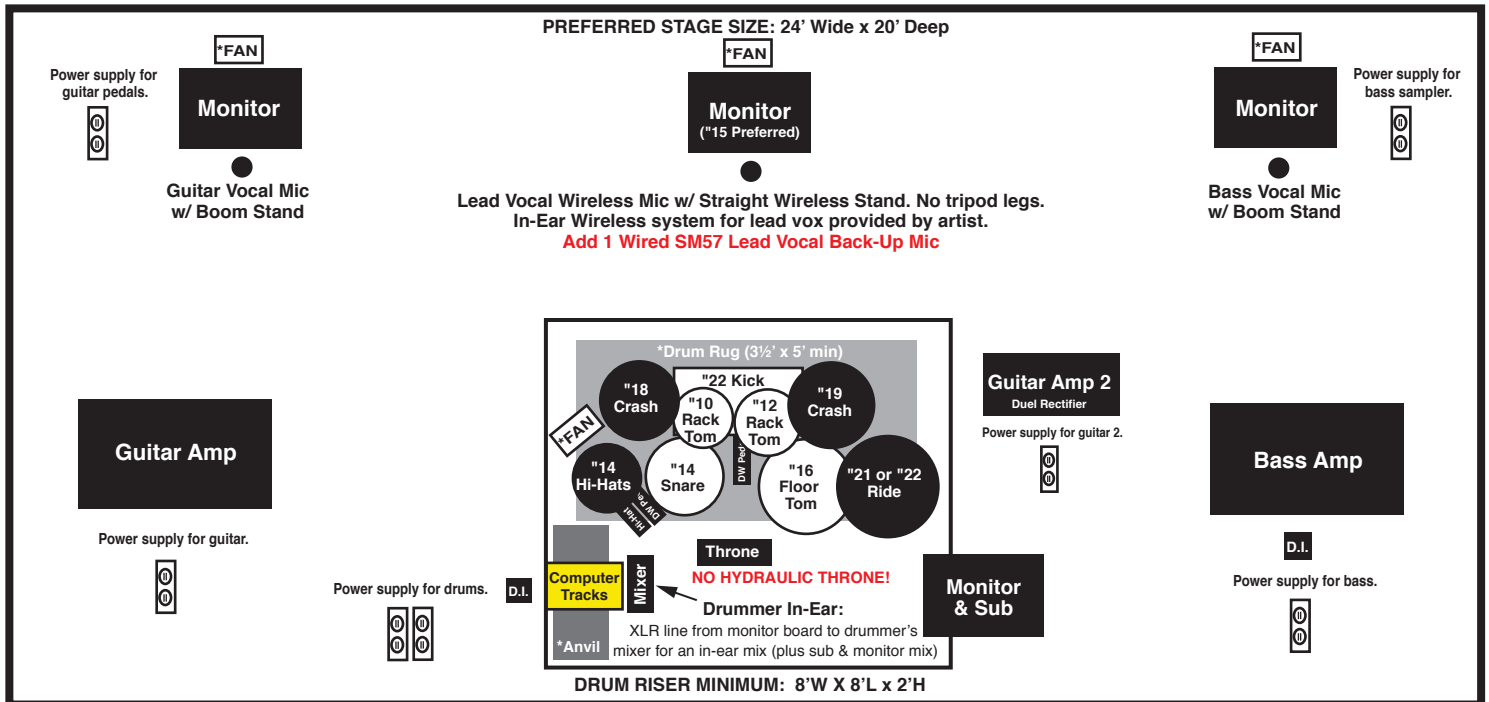 PREFERRED STAGE SIZE: 24’ Wide x 20’ Deep
*FAN
*FAN
*FAN
Power supply for
guitar pedals.
Monitor
Monitor
("15 Preferred)
Monitor
Power supply for
bass sampler.
Guitar Vocal Mic
w/ Boom Stand
Lead Vocal Wireless Mic w/ Straight Wireless Stand. No tripod legs.
In-Ear Wireless system for lead vox provided by artist.
Add 1 Wired SM57 Lead Vocal Back-Up Mic
Bass Vocal Mic
w/ Boom Stand
*Drum Rug (3½’ x 5’ min)
"22 Kick
"18
Crash
"10
Rack
Tom
"12
Rack
Tom
"19
Crash
*FAN
"14
Hi-Hats
"14
Snare
DW Peda
"16
Floor
Tom
"21 or "22
Ride
Hi-Hat
DW Pe
Guitar Amp 2
Duel Rectifier
Power supply for guitar 2.
Guitar Amp
Bass Amp
Power supply for guitar.
Power supply for drums.
D.I.
Computer
Tracks
Mixer
Throne
NO HYDRAULIC THRONE!
Drummer In-Ear:
XLR line from monitor board to drummer’s
mixer for an in-ear mix (plus sub & monitor mix)
*Anvil
Monitor
& Sub
D.I.
Power supply for bass.
DRUM RISER MINIMUM: 8’W X 8’L x 2’H